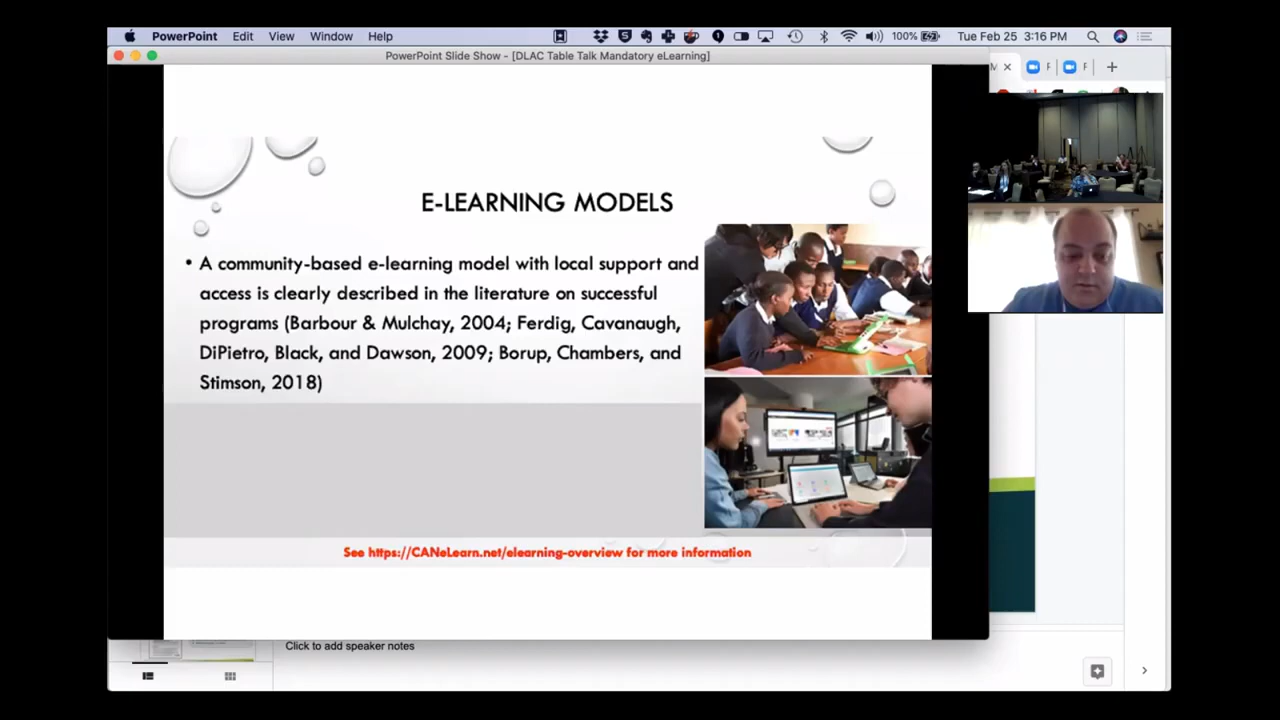 PowerPoint Edit View Window Help 100% Tue Feb 25 3:16 PM
PowerPoint Slide Show - [DLAC Table Talk Mandatory eLearning]
E-LEARNING MODELS
• A community-based e-learning model with local support and
access is clearly described in the literature on successful
programs (Barbour & Mulchay, 2004; Ferdig, Cavanaugh,
DiPietro, Black, and Dawson, 2009; Borup, Chambers, and
Stimson, 2018)
See https://CANeLearn.net/elearning-overview for more information
Click to add speaker notes